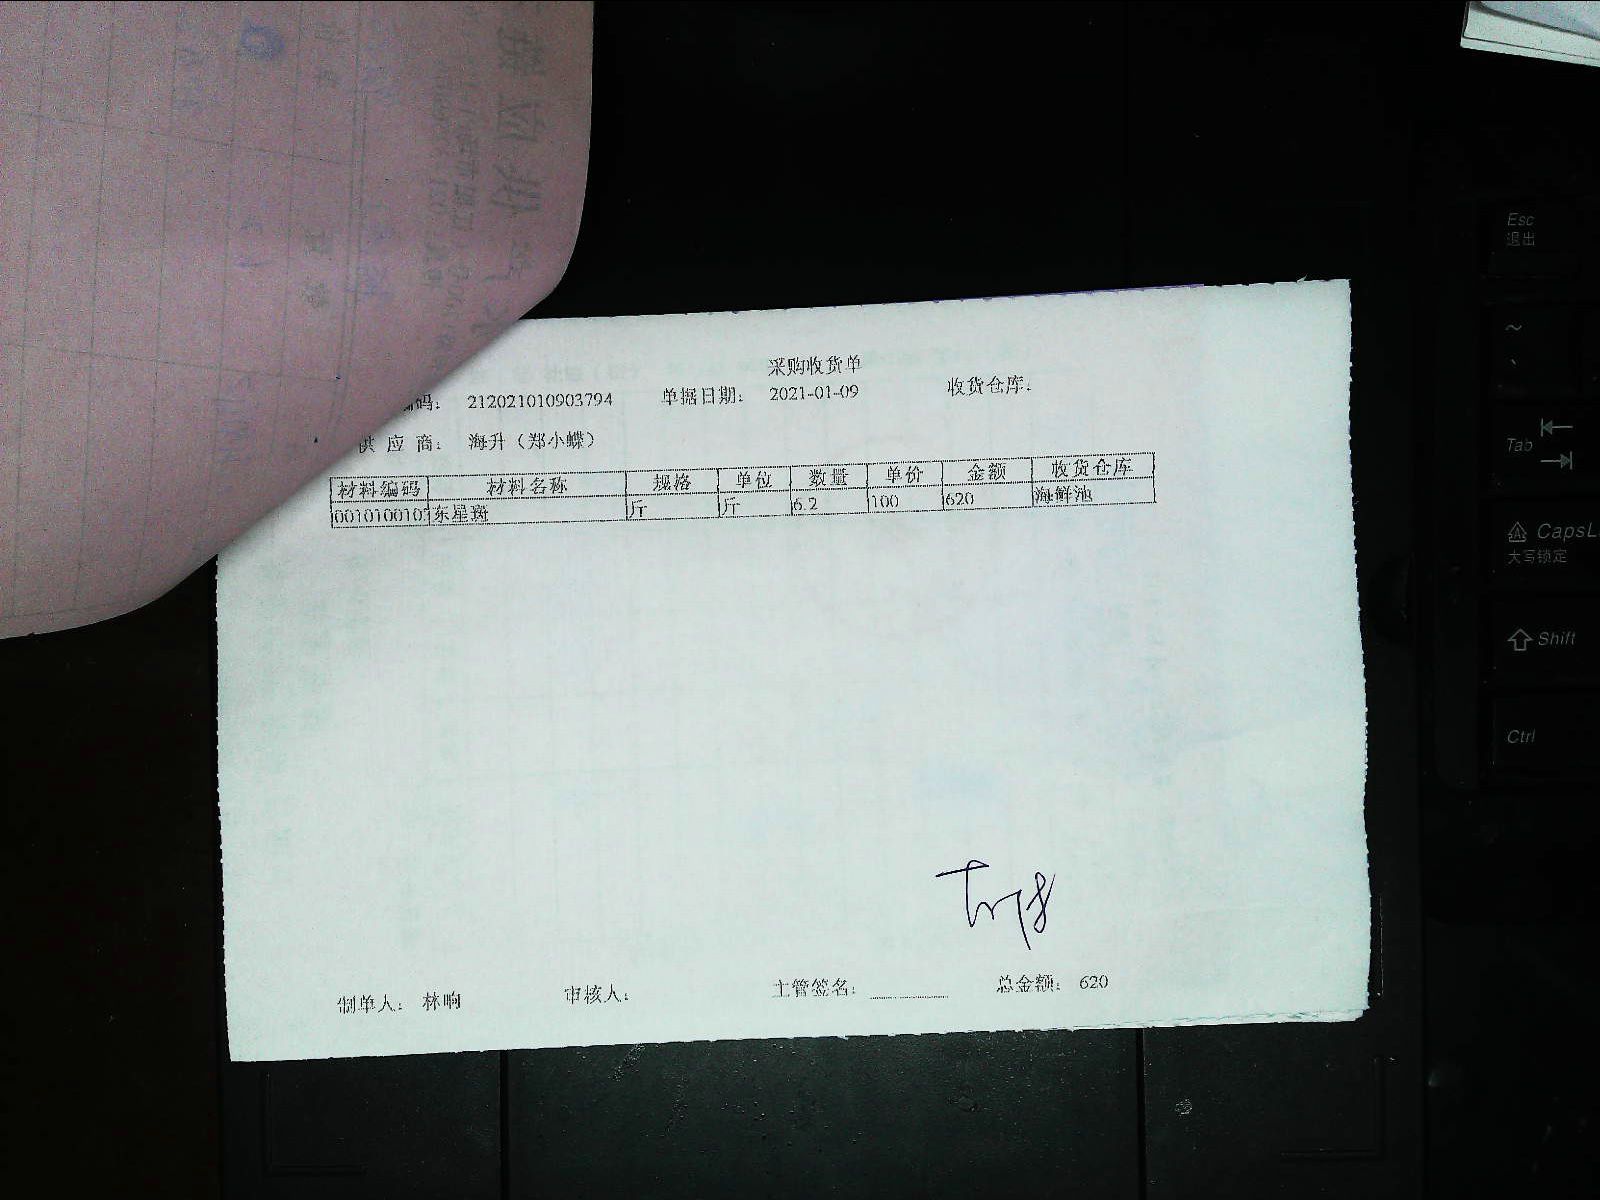 采购收货单
编码： 212021010903794 单据日期： 2021-01-09 收货仓库：
供 应 商： 海升（郑小蝶）
材料编码 材料名称 规格 单位 数量 单价 金额 收货仓库
东星斑 斤 斤 6.2 100 620 海鲜池
制单人： 林响 审核人： 主管签名： 总金额： 620
Esc
退出
~
Tab
CapsL
大写锁定
Shift
Ctrl